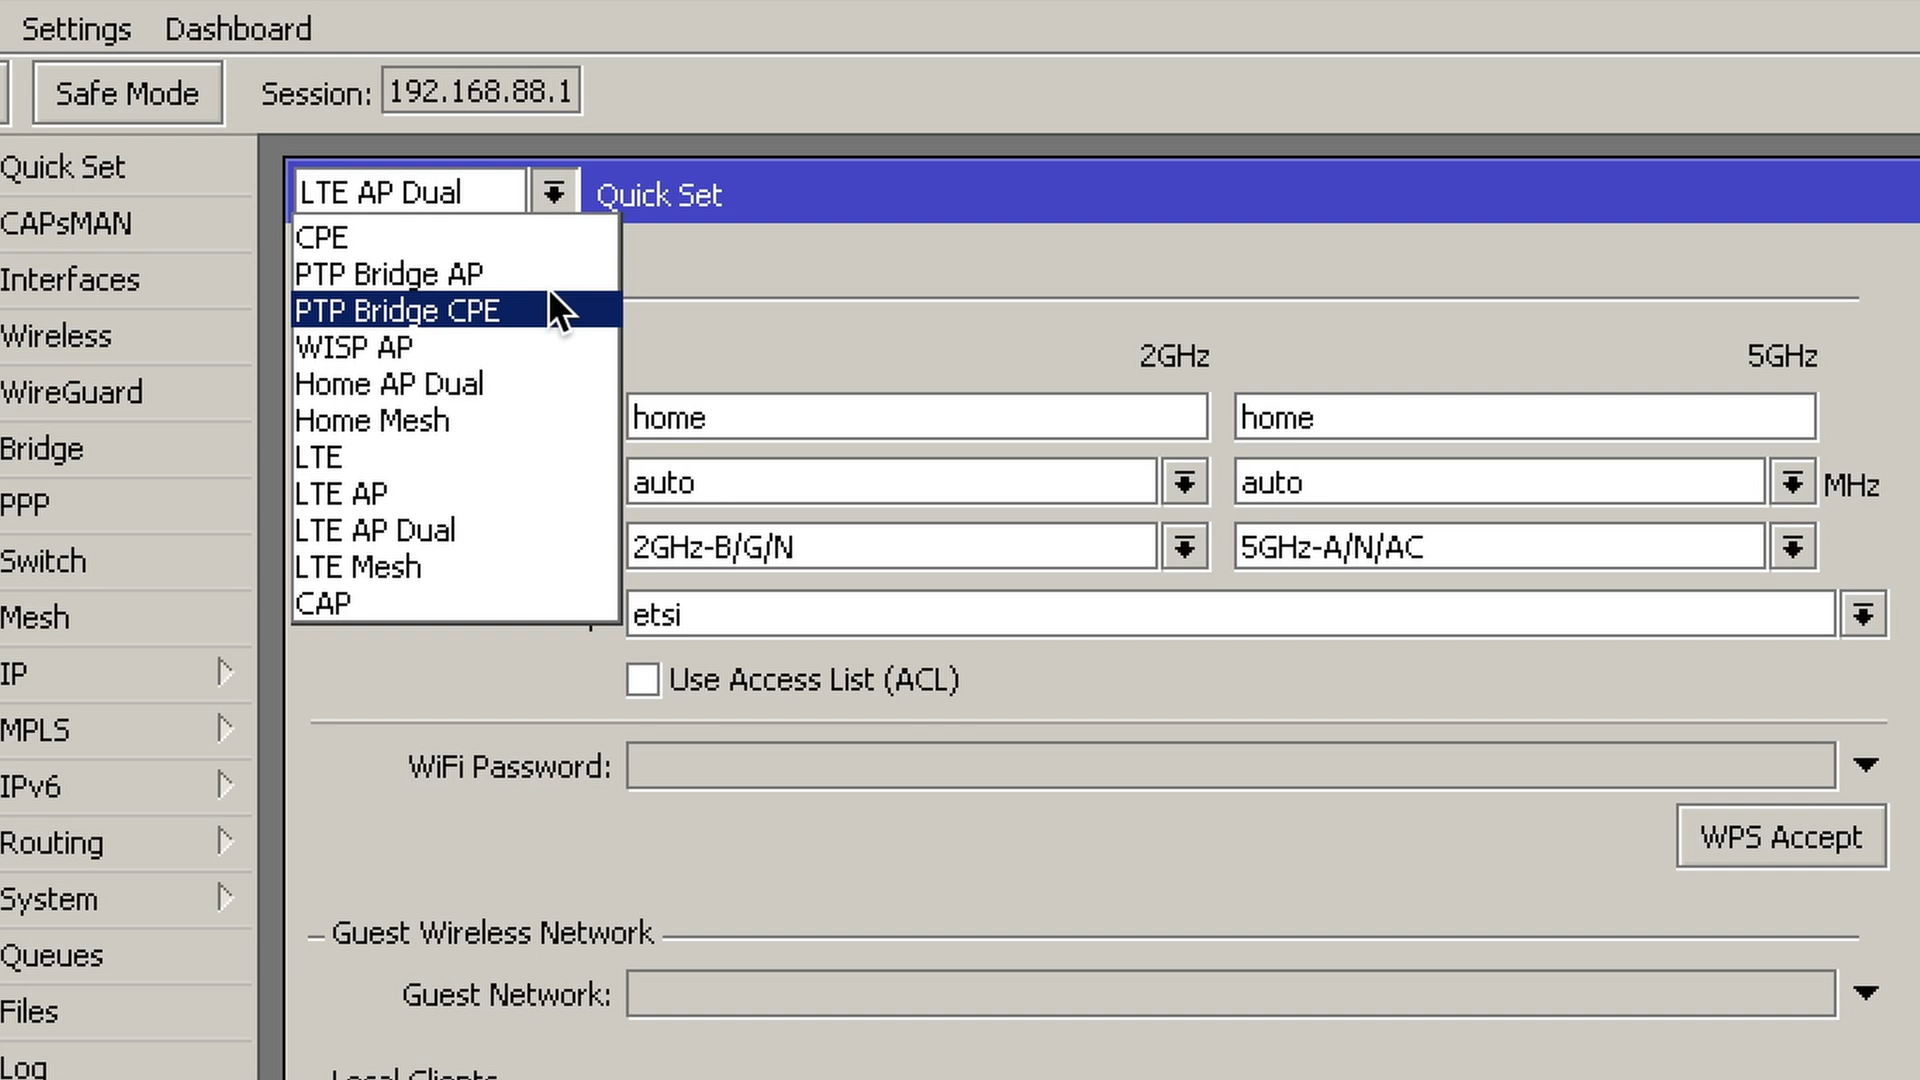 Settings Dashboard
Safe Mode Session: 192.168.88.1
Quick Set
CAPsMAN
Interfaces
Wireless
WireGuard
Bridge
PPP
Switch
Mesh
IP
MPLS
IPv6
Routing
System
Queues
Files
Log
LTE AP Dual Quick Set
CPE
PTP Bridge AP
PTP Bridge CPE
WISP AP
Home AP Dual
Home Mesh
LTE
LTE AP
LTE AP Dual
LTE Mesh
CAP
2GHz 5GHz
home home
auto auto MHz
2GHz-B/G/N 5GHz-A/N/AC
etsi
Use Access List (ACL)
WiFi Password:
WPS Accept
Guest Wireless Network
Guest Network:
Local Clients